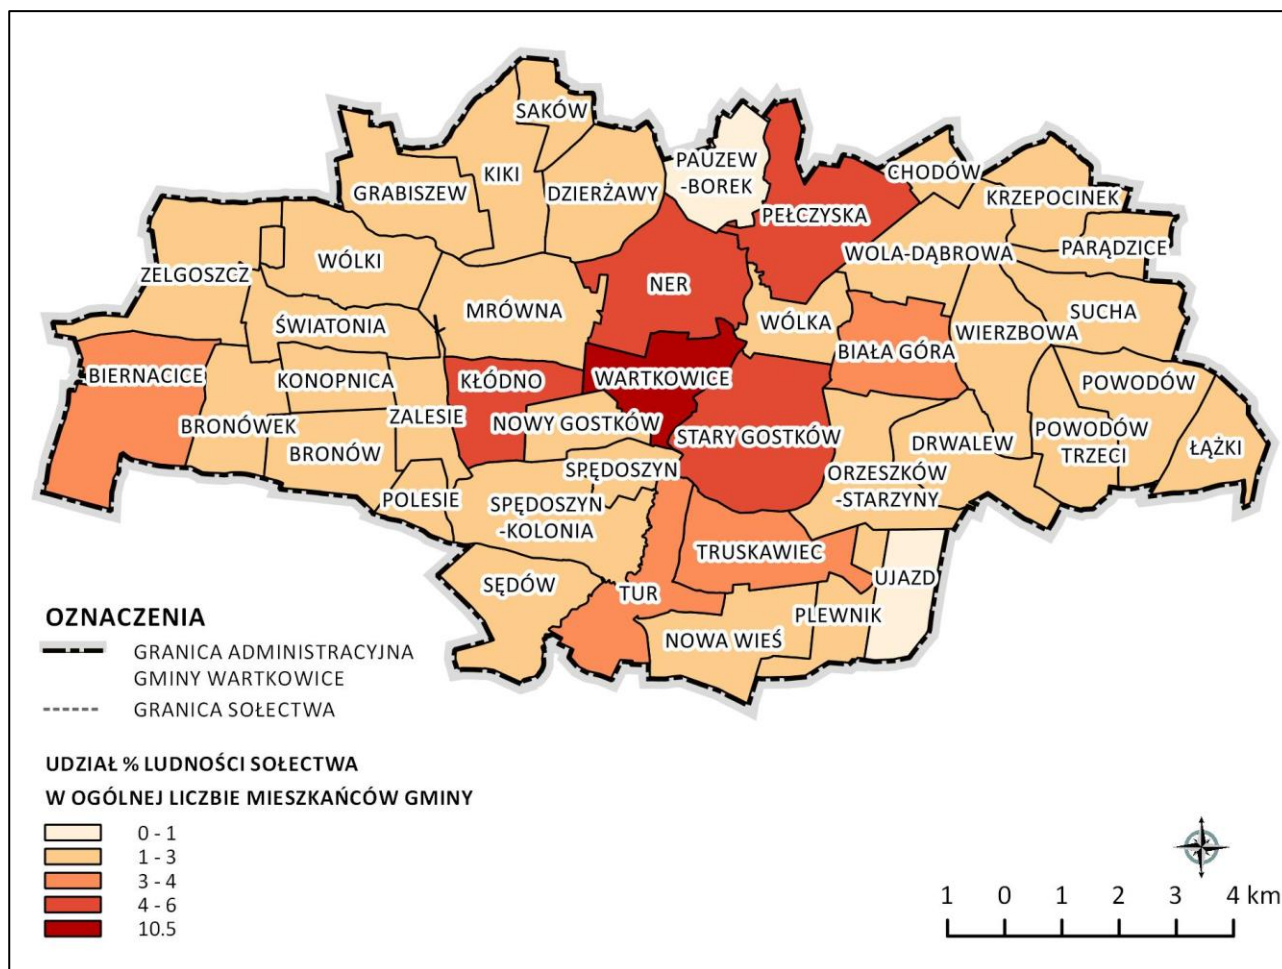 SAKÓW
PAUZEW
-BOREK
KIKI
DZIERŻAWY
GRABISZEW
CHODÓW
KRZEPOCINEK
PEŁCZYSKA
PARĄDZICE
WOLA-DĄBROWA
ZELGOSZCZ
WÓLKI
NER
MRÓWNA
SUCHA
ŚWIATONIA
WÓLKA
WIERZBOWA
BIAŁA GÓRA
BIERNACICE
KONOPNICA
KŁÓDNO
WARTKOWICE
POWODÓW
ZALESIE
NOWY GOSTKÓW
BRONÓWEK
STARY GOSTKÓW
DRWALEW
POWODÓW
TRZECI
ŁĄŻKI
BRONÓW
SPĘDOSZYN
ORZESZKÓW
-STARZYNY
POLESIE
SPĘDOSZYN
-KOLONIA
TRUSKAWIEC
SĘDÓW
TUR
UJAZD
PLEWNIK
NOWA WIEŚ
OZNACZENIA
GRANICA ADMINISTRACYJNA
GMINY WARTKOWICE
GRANICA SOŁECTWA
UDZIAŁ % LUDNOŚCI SOŁECTWA
W OGÓLNEJ LICZBIE MIESZKAŃCÓW GMINY
0 - 1
1 - 3
3 - 4
4 - 6
10.5
1 0 1 2 3 4 km